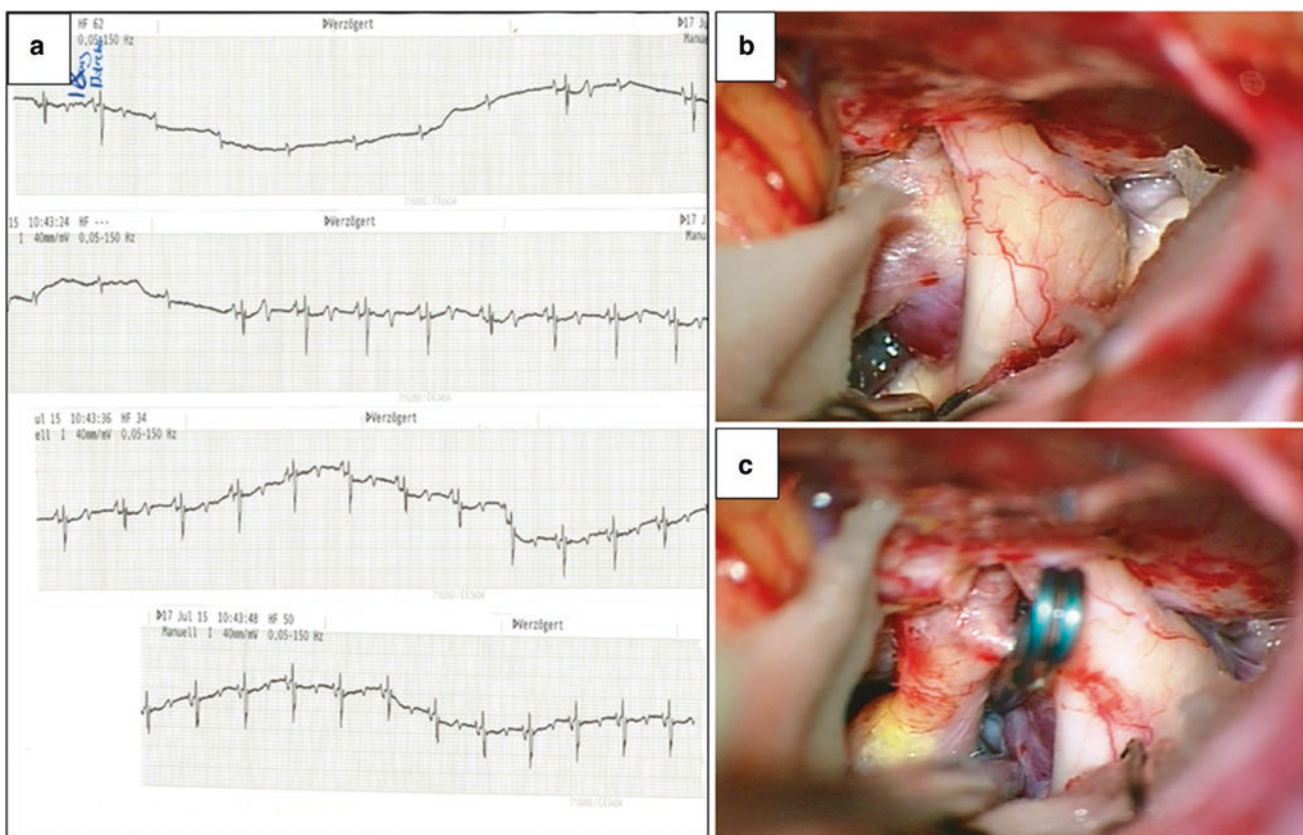 a
HF 62 ▷Verzögert ▷17 Jul
0,05-150 Hz Manuel
15 10:43:24 HF --- ▷Verzögert ▷17 J
I 40mm/mV 0,05-150 Hz Manu
ul 15 10:43:36 HF 34 ▷Verzögert
ell I 40mm/mV 0,05-150 Hz
▷17 Jul 15 10:43:48 HF 50 ▷Verzögert
Manuell I 40mm/mV 0,05-150 Hz
b
c